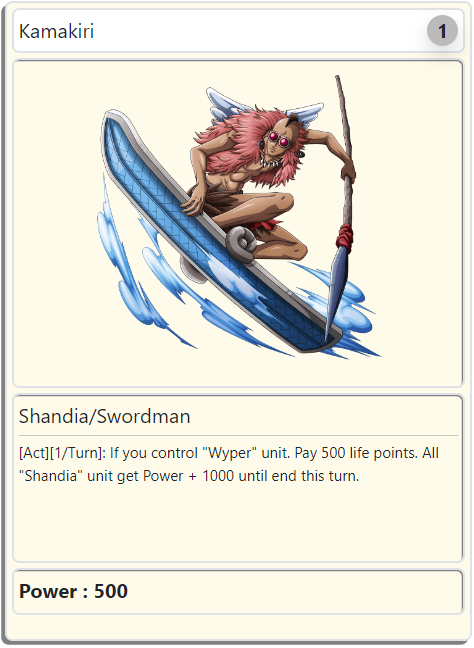 Kamakiri
1
Shandia/Swordman
[Act][1/Turn]: If you control "Wyper" unit. Pay 500 life points. All
"Shandia" unit get Power + 1000 until end this turn.
Power : 500